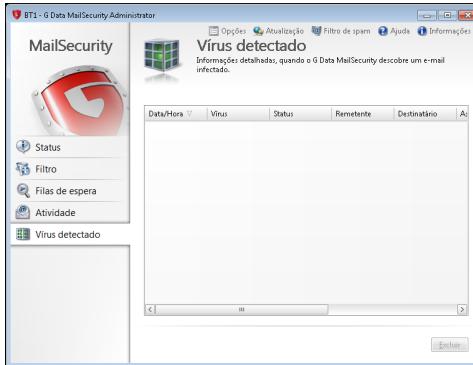 BT1 - G Data MailSecurity Administrator
Opções Atualização Filtro de spam Ajuda Informações
MailSecurity
Vírus detectado
Informações detalhadas, quando o G Data MailSecurity descobre um e-mail
infectado.
Data/Hora Vírus Status Remetente Destinatário As
Status
Filtro
Filas de espera
Atividade
Vírus detectado
Excluir